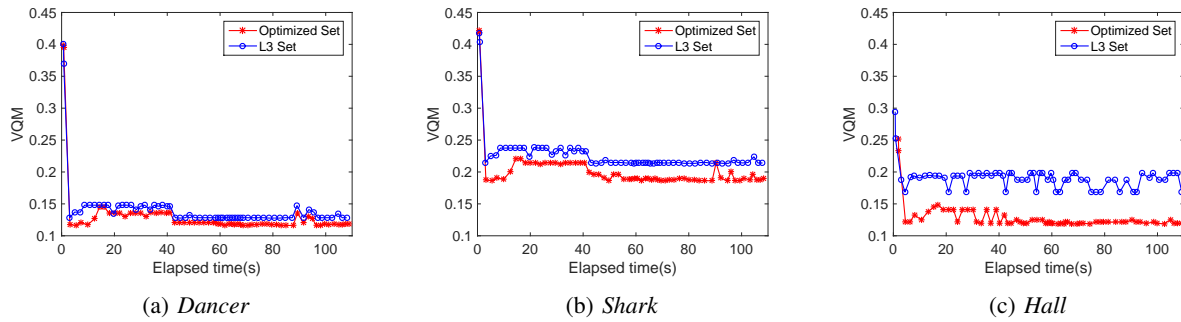 0.45
0.4
0.35
0.3
0.25
0.2
0.15
0.1
VQM
0 20 40 60 80 100
Elapsed time(s)
Optimized Set
L3 Set
(a) Dancer
0.45
0.4
0.35
0.3
0.25
0.2
0.15
0.1
VQM
0 20 40 60 80 100
Elapsed time(s)
Optimized Set
L3 Set
(b) Shark
0.45
0.4
0.35
0.3
0.25
0.2
0.15
0.1
VQM
0 20 40 60 80 100
Elapsed time(s)
Optimized Set
L3 Set
(c) Hall